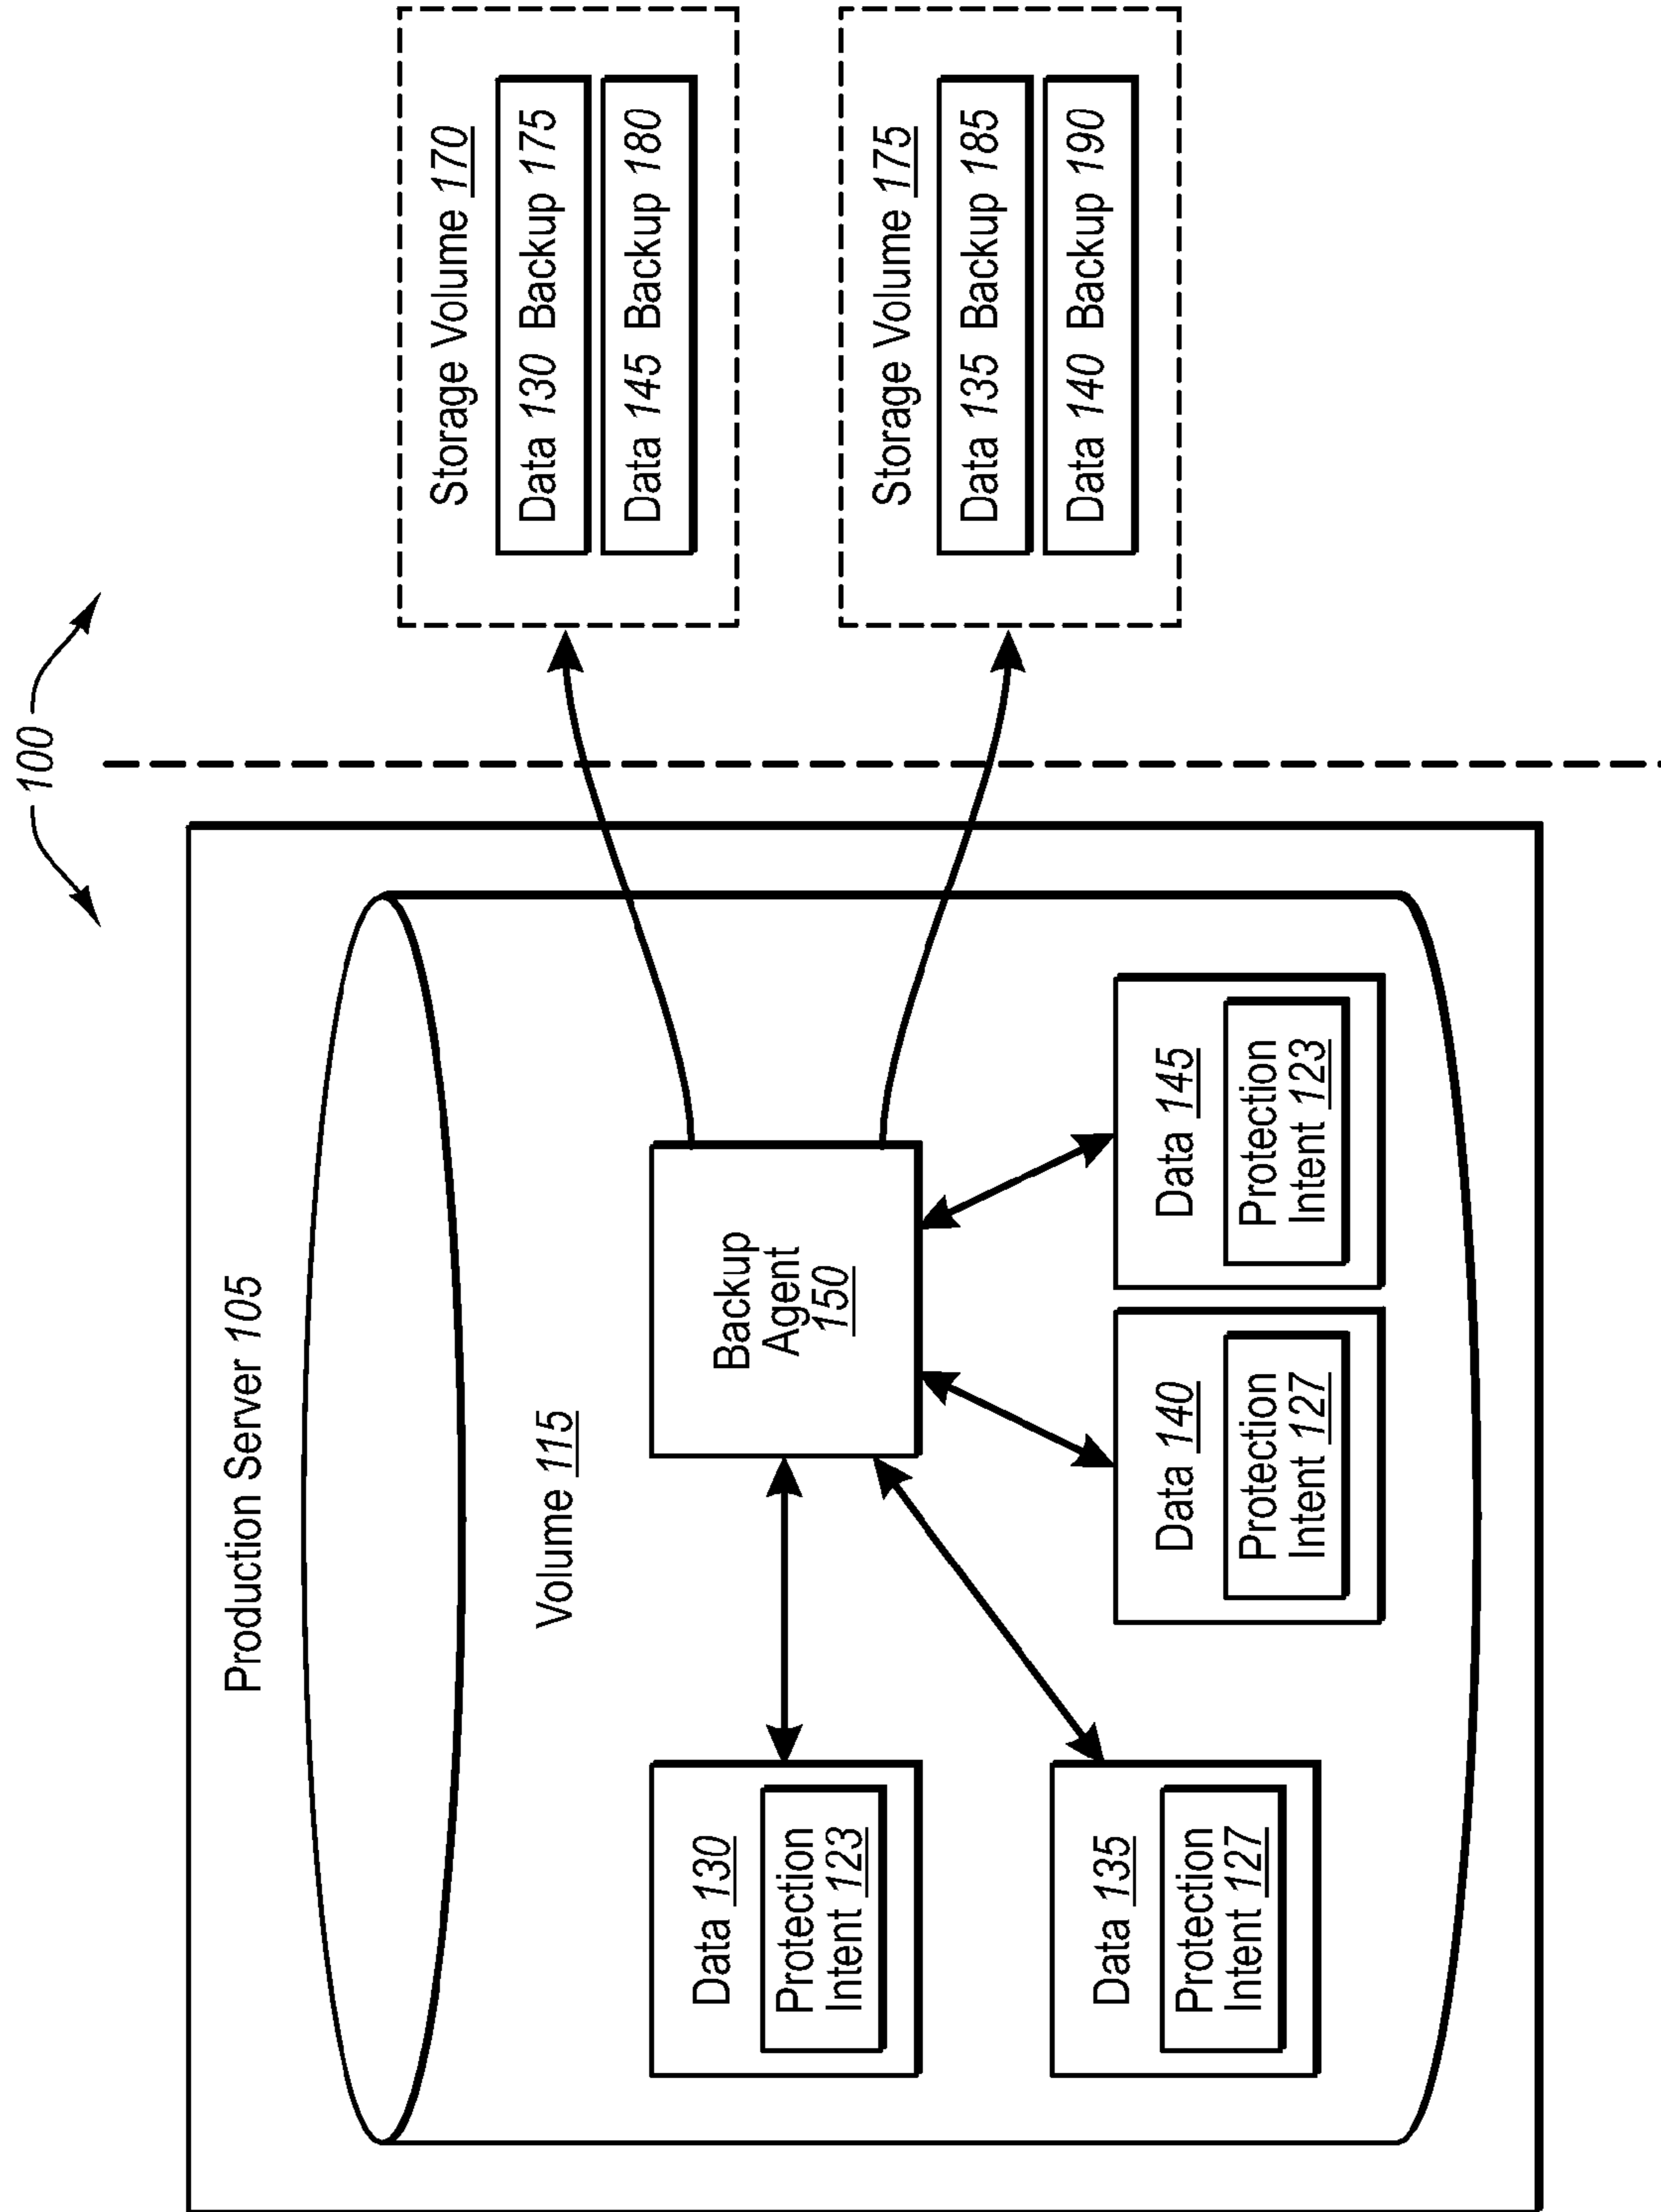 100
Production Server 105
Volume 115
Data 130
Protection
Intent 123
Data 135
Protection
Intent 127
Backup
Agent
150
Data 140
Protection
Intent 127
Data 145
Protection
Intent 123
Storage Volume 170
Data 130 Backup 175
Data 145 Backup 180
Storage Volume 175
Data 135 Backup 185
Data 140 Backup 190